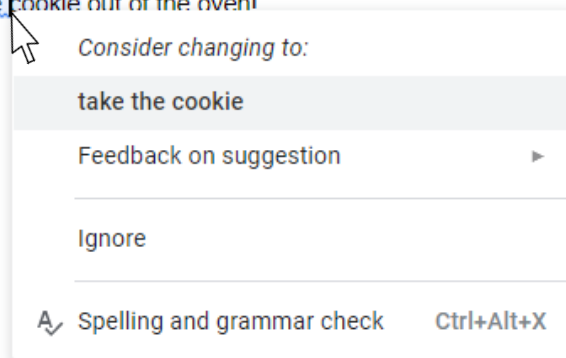 cookie out of the oven!
Consider changing to:
take the cookie
Feedback on suggestion
Ignore
Spelling and grammar check Ctrl+Alt+X